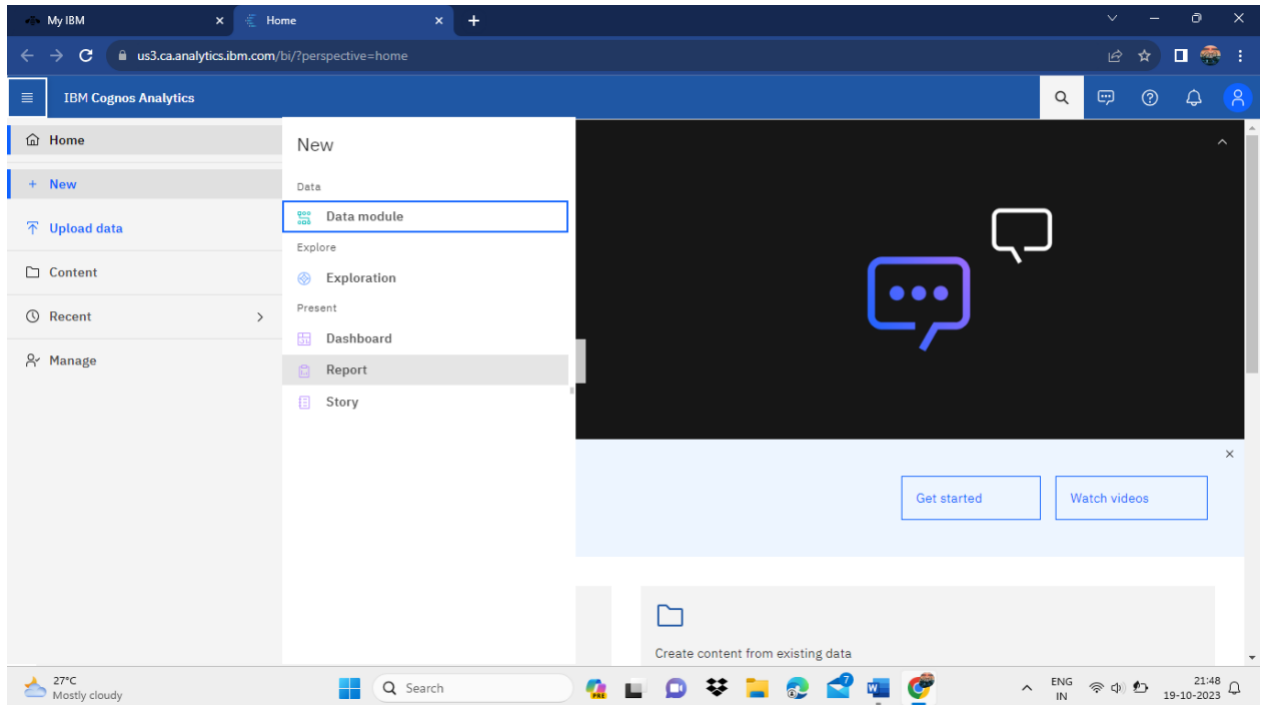 My IBM
Home
us3.ca.analytics.ibm.com/bi/?perspective=home
IBM Cognos Analytics
Home
New
Upload data
Content
Recent
Manage
New
Data
Data module
Explore
Exploration
Present
Dashboard
Report
Story
Get started
Watch videos
Create content from existing data
27°C
Mostly cloudy
Search
PRE
7
W
ENG
IN
21:48
19-10-2023